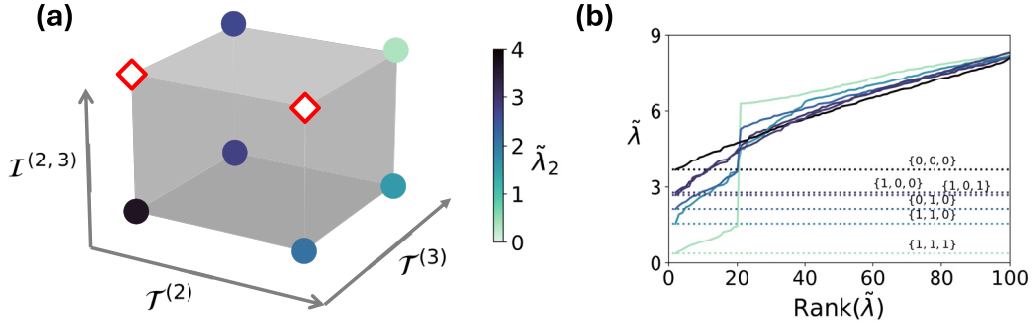 (a)
(b)
𝓘^(2, 3)
𝒯^(2)
𝒯^(3)
4
3
2
1
0
λ̃₂
9
6
3
0
λ̃
{0, 0, 0}
{1, 0, 0}
{1, 0, 1}
{0, 1, 0}
{1, 1, 0}
{1, 1, 1}
0 20 40 60 80 100
Rank(λ̃)